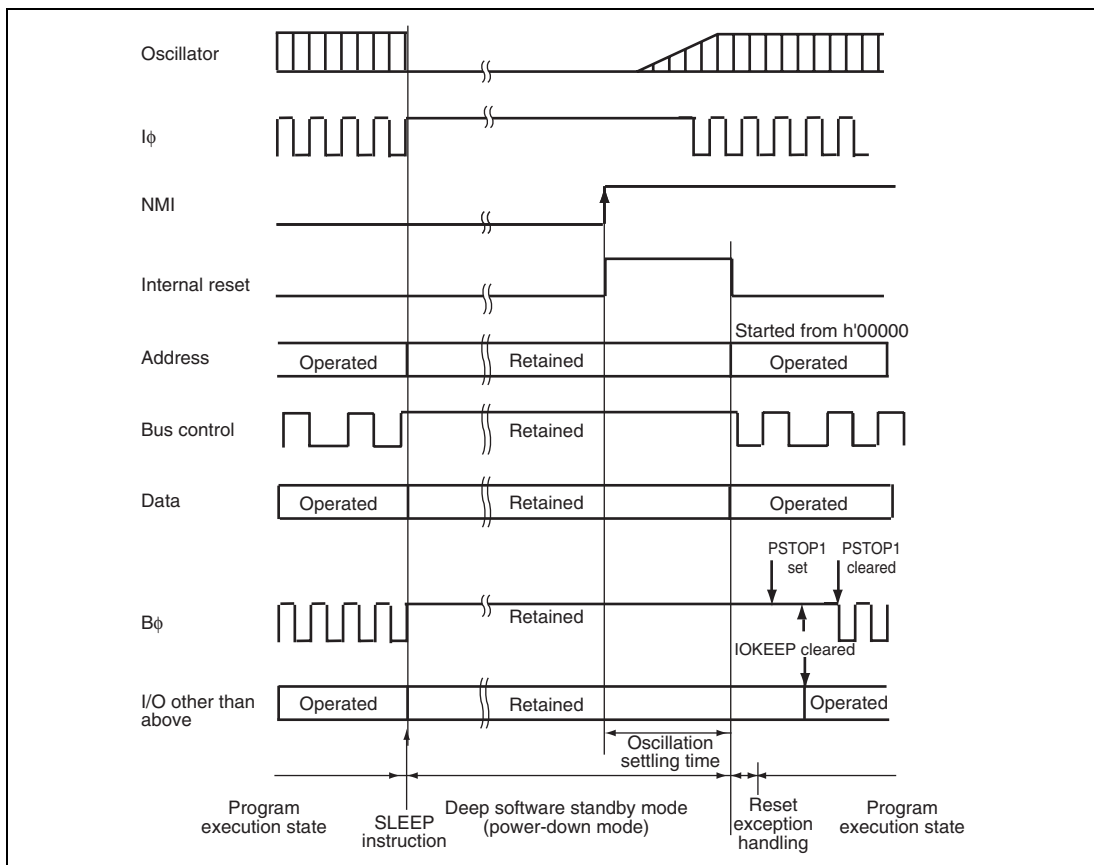 Oscillator
Iϕ
NMI
Internal reset
Started from h'00000
Address
Operated
Retained
Operated
Bus control
Retained
Data
Operated
Retained
Operated
PSTOP1
set
PSTOP1
cleared
Bϕ
Retained
IOKEEP cleared
I/O other than
above
Operated
Retained
Operated
Oscillation
settling time
Program
execution state
SLEEP
instruction
Deep software standby mode
(power-down mode)
Reset
exception
handling
Program
execution state